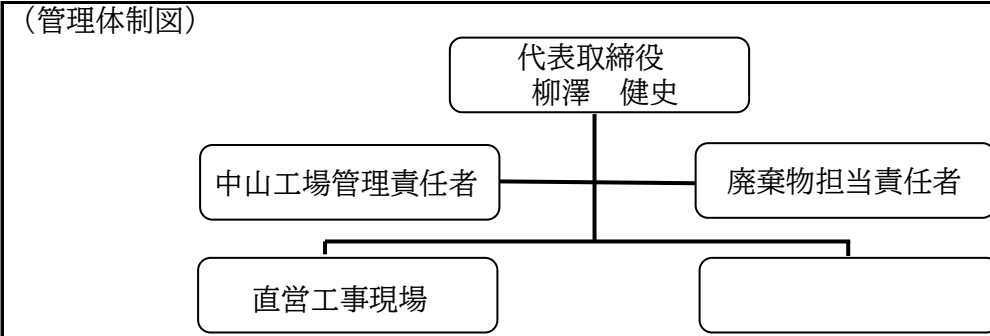 （管理体制図）
代表取締役
柳澤　健史
中山工場管理責任者
廃棄物担当責任者
直営工事現場